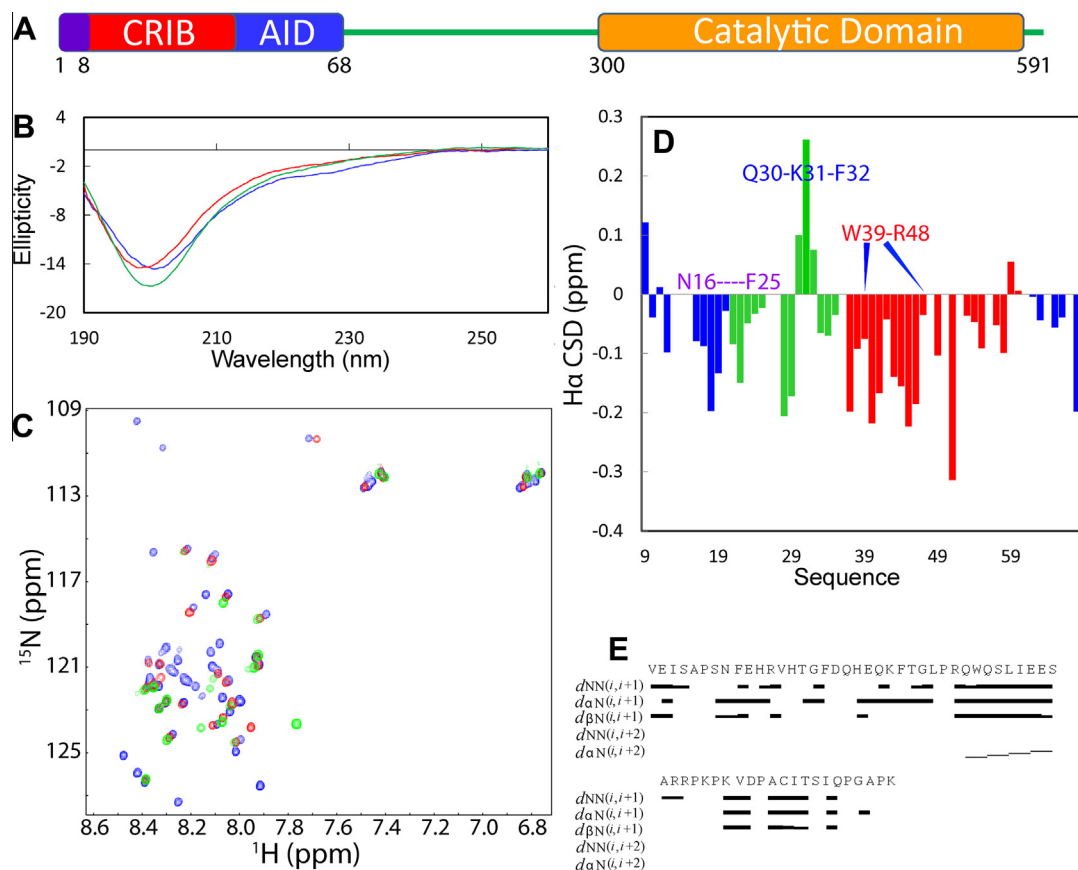 A
CRIB
AID
Catalytic Domain
1
8
68
300
591
B
4
-2
-8
-14
-20
Ellipticity
190
210
230
250
Wavelength (nm)
C
109
113
117
121
125
15N (ppm)
8.6
8.4
8.2
8.0
7.8
7.6
7.4
7.2
7.0
6.8
1H (ppm)
D
0.3
0.2
0.1
0
-0.1
-0.2
-0.3
-0.4
Hα CSD (ppm)
Q30-K31-F32
W39-R48
N16----F25
9
19
29
39
49
59
Sequence
E
VEISAPSNFEHRVHTGFDQHEQKFTGLPRQWQSLIEES
dNN(i,i+1)
dαN(i,i+1)
dβN(i,i+1)
dNN(i,i+2)
dαN(i,i+2)
ARRPKPKVDPACITSIQPGAPK
dNN(i,i+1)
dαN(i,i+1)
dβN(i,i+1)
dNN(i,i+2)
dαN(i,i+2)